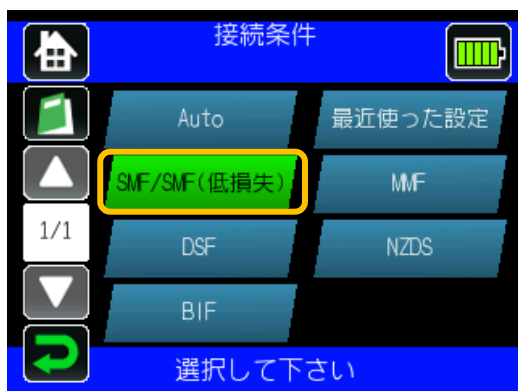 接続条件
Auto
最近使った設定
SMF/SMF(低損失)
MMF
1/1
DSF
NZDS
BIF
選択して下さい